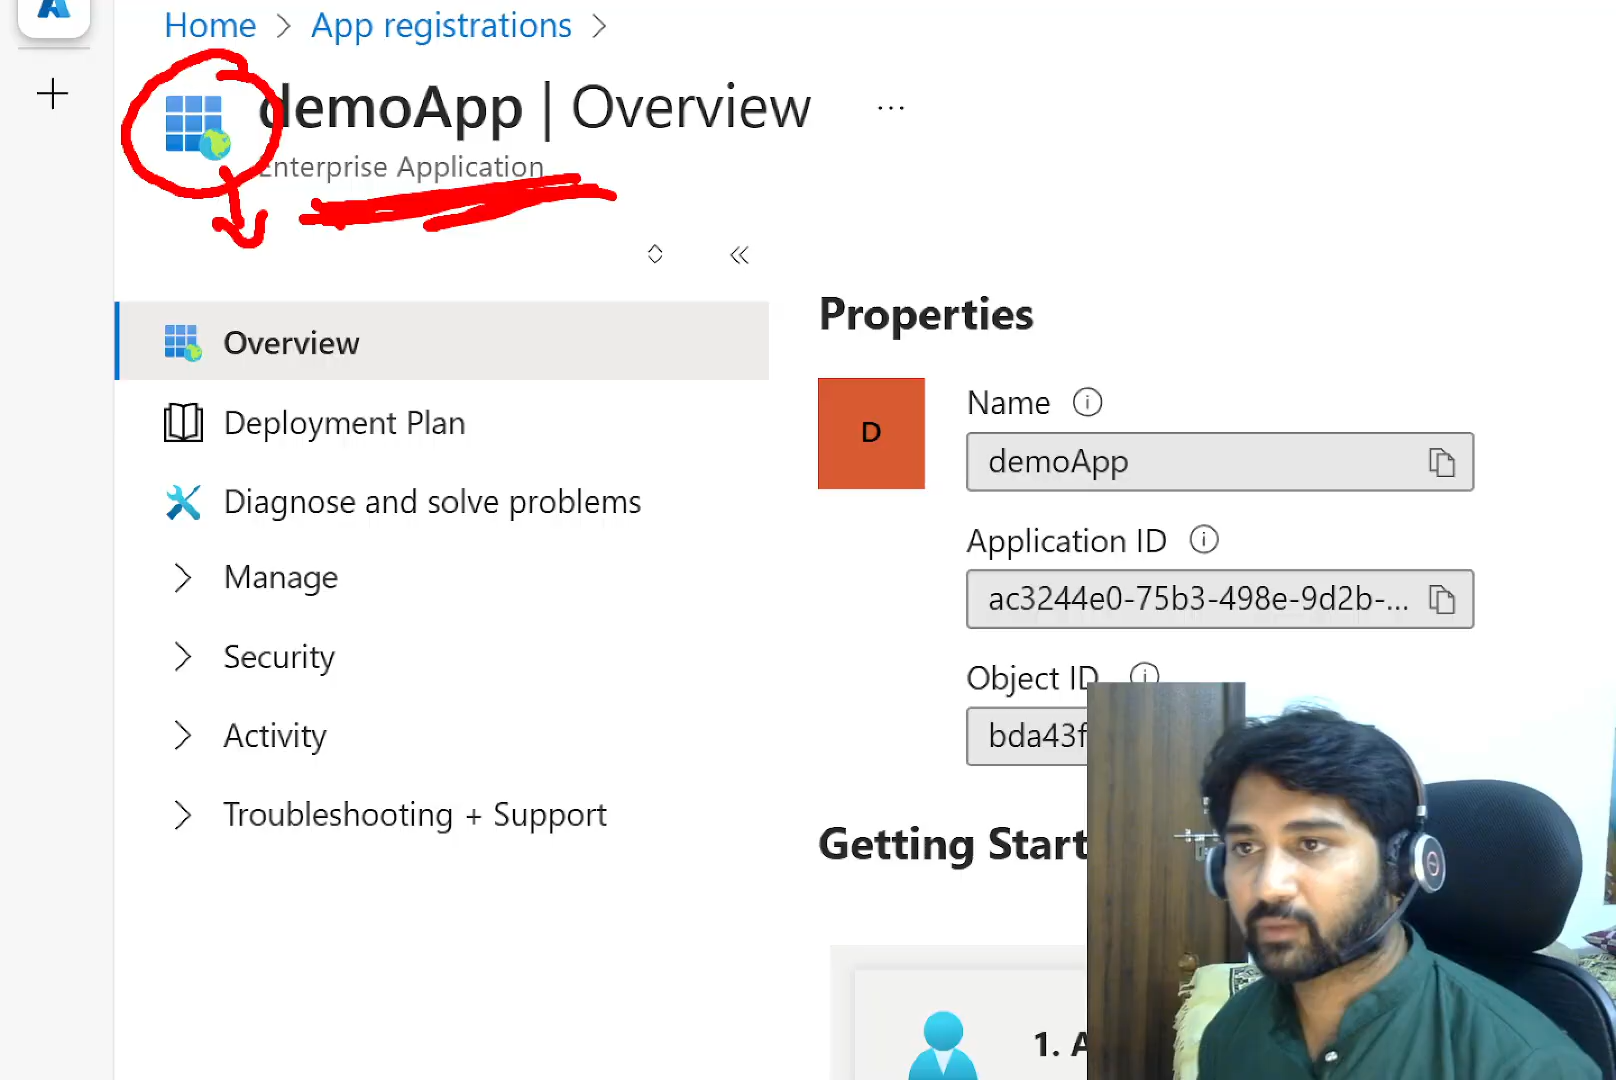 Home > App registrations >
demoApp | Overview ...
Enterprise Application
Overview
Deployment Plan
Diagnose and solve problems
Manage
Security
Activity
Troubleshooting + Support
Properties
D
Name
demoApp
Application ID
ac3244e0-75b3-498e-9d2b-...
Object ID
bda43f
Getting Start
1. A